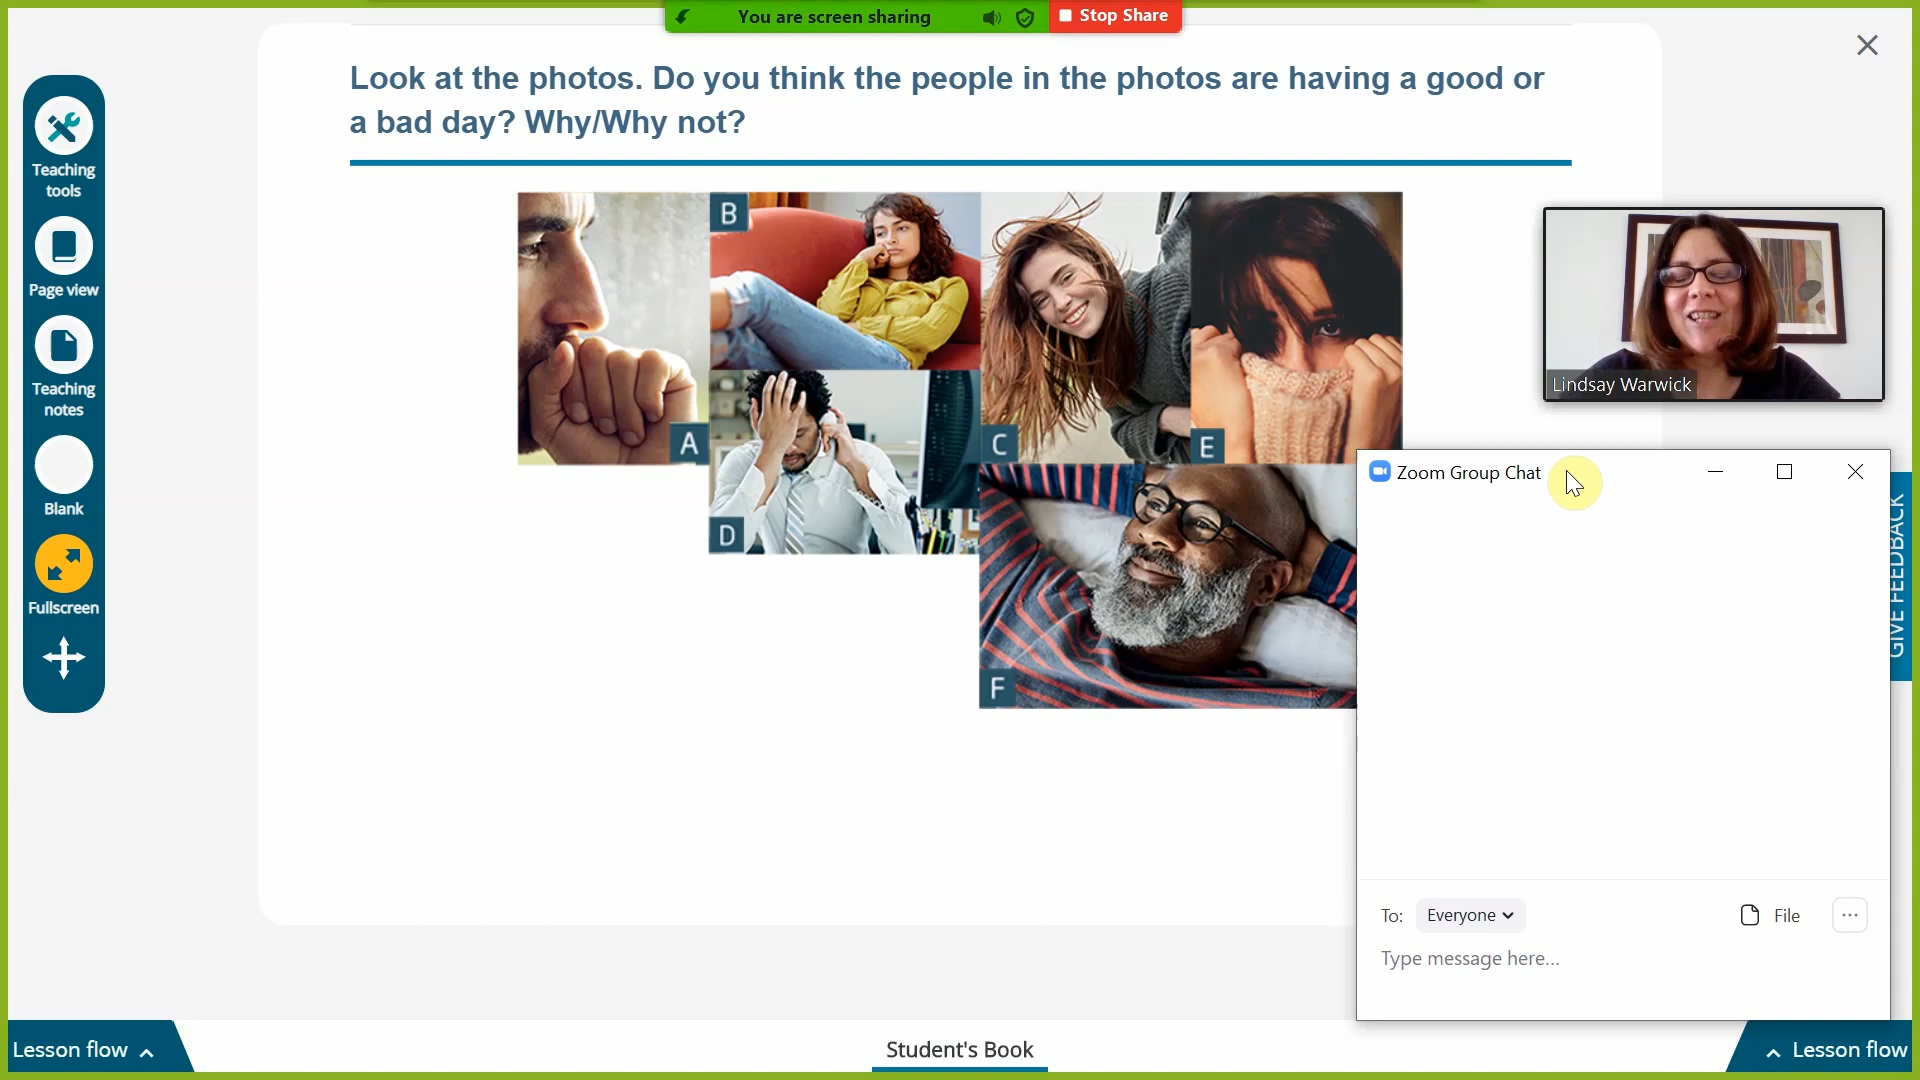 You are screen sharing
Stop Share
Look at the photos. Do you think the people in the photos are having a good or
a bad day? Why/Why not?
Teaching
tools
Page view
Teaching
notes
Blank
Fullscreen
A
B
C
D
E
F
Lindsay Warwick
Zoom Group Chat
GIVE FEEDBACK
To: Everyone
File
Type message here...
Lesson flow
Student's Book
Lesson flow